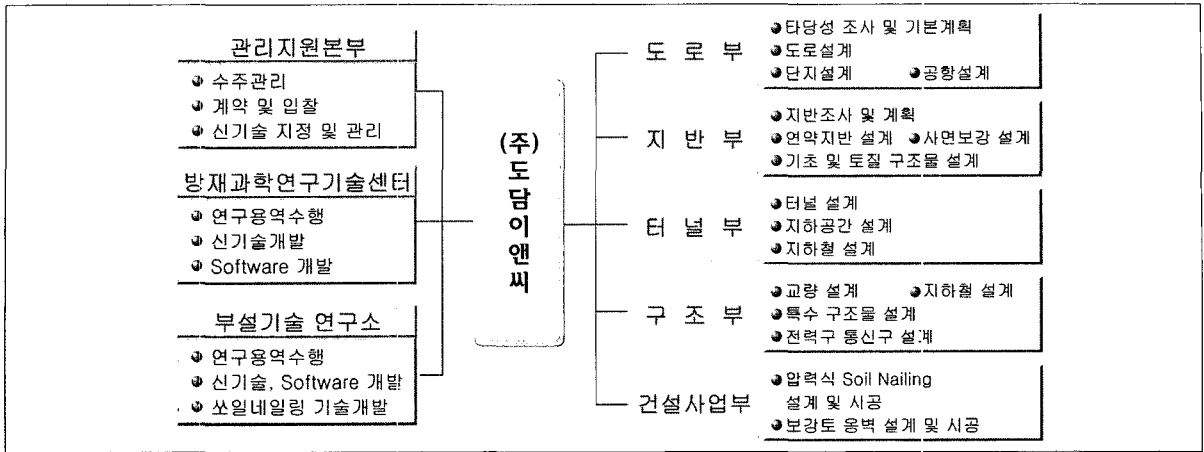 관리지원본부
수주관리
계약 및 입찰
신기술 지정 및 관리
방재과학연구기술센터
연구용역수행
신기술개발
Software 개발
부설기술 연구소
연구용역수행
신기술, Software 개발
쏘일네일링 기술개발
(주)도담이앤씨
도 로 부
타당성 조사 및 기본계획
도로설계
단지설계 공항설계
지 반 부
지반조사 및 계획
연약지반 설계 사면보강 설계
기초 및 토질 구조물 설계
터 널 부
터널 설계
지하공간 설계
지하철 설계
구 조 부
교량 설계 지하철 설계
특수 구조물 설계
전력구 통신구 설계
건설사업부
압력식 Soil Nailing
설계 및 시공
보강토 옹벽 설계 및 시공